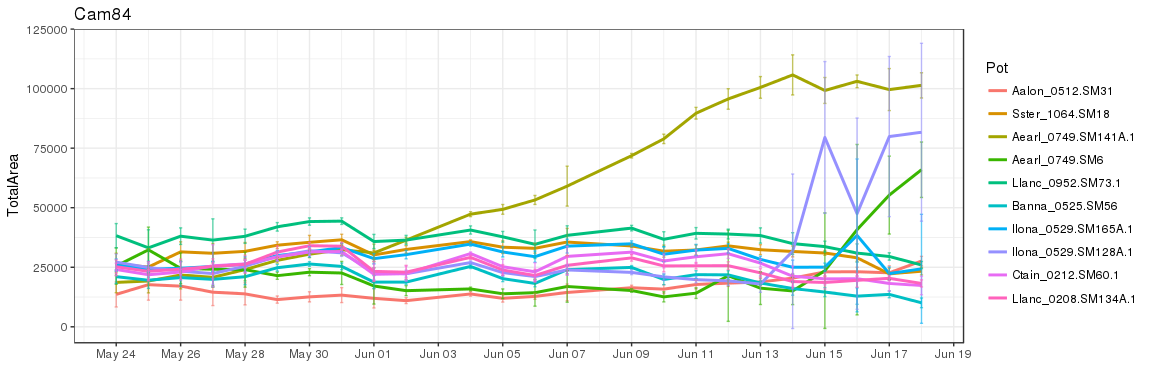 Cam84
TotalArea
125000
100000
75000
50000
25000
0
May 24 May 26 May 28 May 30 Jun 01 Jun 03 Jun 05 Jun 07 Jun 09 Jun 11 Jun 13 Jun 15 Jun 17 Jun 19
Pot
Aalon_0512.SM31
Sster_1064.SM18
Aearl_0749.SM141A.1
Aearl_0749.SM6
Llanc_0952.SM73.1
Banna_0525.SM56
Ilona_0529.SM165A.1
Ilona_0529.SM128A.1
Ctain_0212.SM60.1
Llanc_0208.SM134A.1